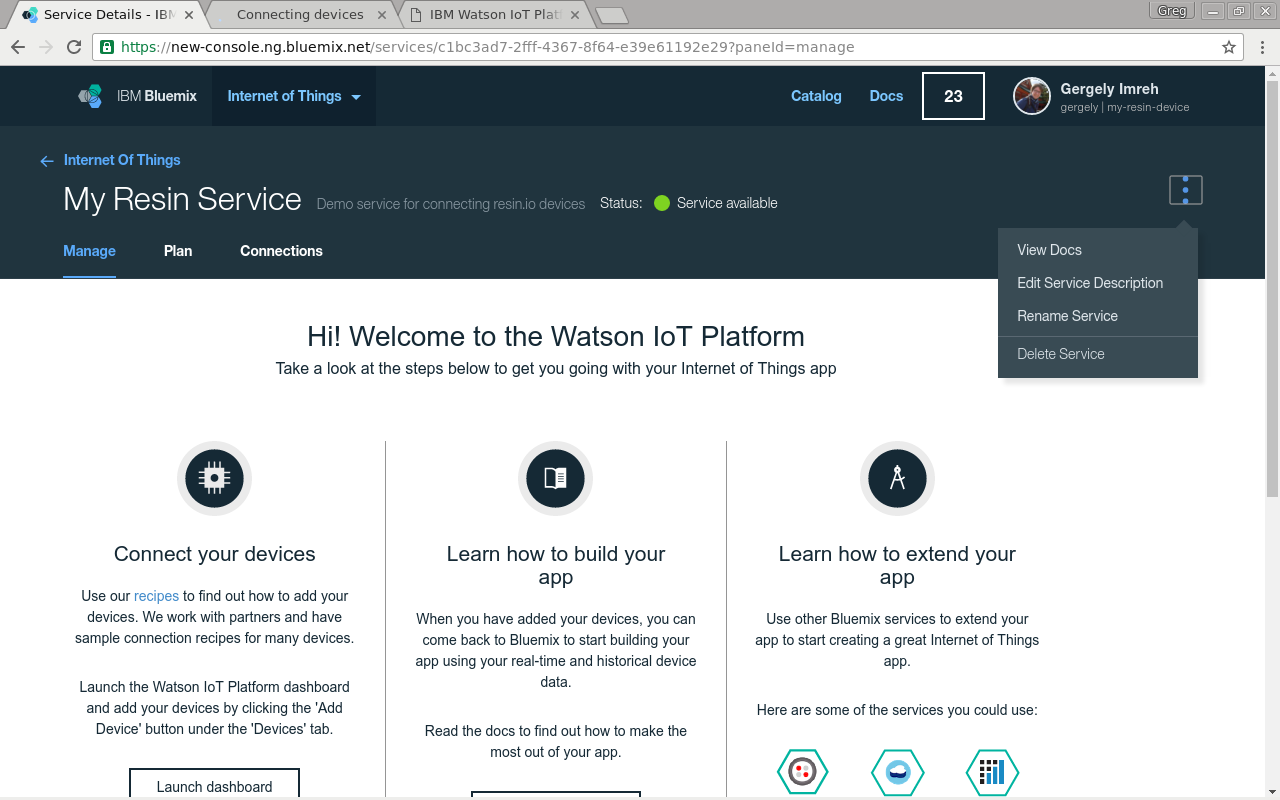 Service Details - IBM
Connecting devices
IBM Watson IoT Platf
Greg
https://new-console.ng.bluemix.net/services/c1bc3ad7-2fff-4367-8f64-e39e61192e29?paneId=manage
IBM Bluemix
Internet of Things
Catalog
Docs
23
Gergely Imreh
gergely | my-resin-device
Internet Of Things
My Resin Service
Demo service for connecting resin.io devices
Status:
Service available
Manage
Plan
Connections
View Docs
Edit Service Description
Rename Service
Delete Service
Hi! Welcome to the Watson IoT Platform
Take a look at the steps below to get you going with your Internet of Things app
Connect your devices
Use our recipes to find out how to add your
devices. We work with partners and have
sample connection recipes for many devices.
Launch the Watson IoT Platform dashboard
and add your devices by clicking the 'Add
Device' button under the 'Devices' tab.
Launch dashboard
Learn how to build your
app
When you have added your devices, you can
come back to Bluemix to start building your
app using your real-time and historical device
data.
Read the docs to find out how to make the
most out of your app.
Learn how to extend your
app
Use other Bluemix services to extend your
app to start creating a great Internet of Things
app.
Here are some of the services you could use: